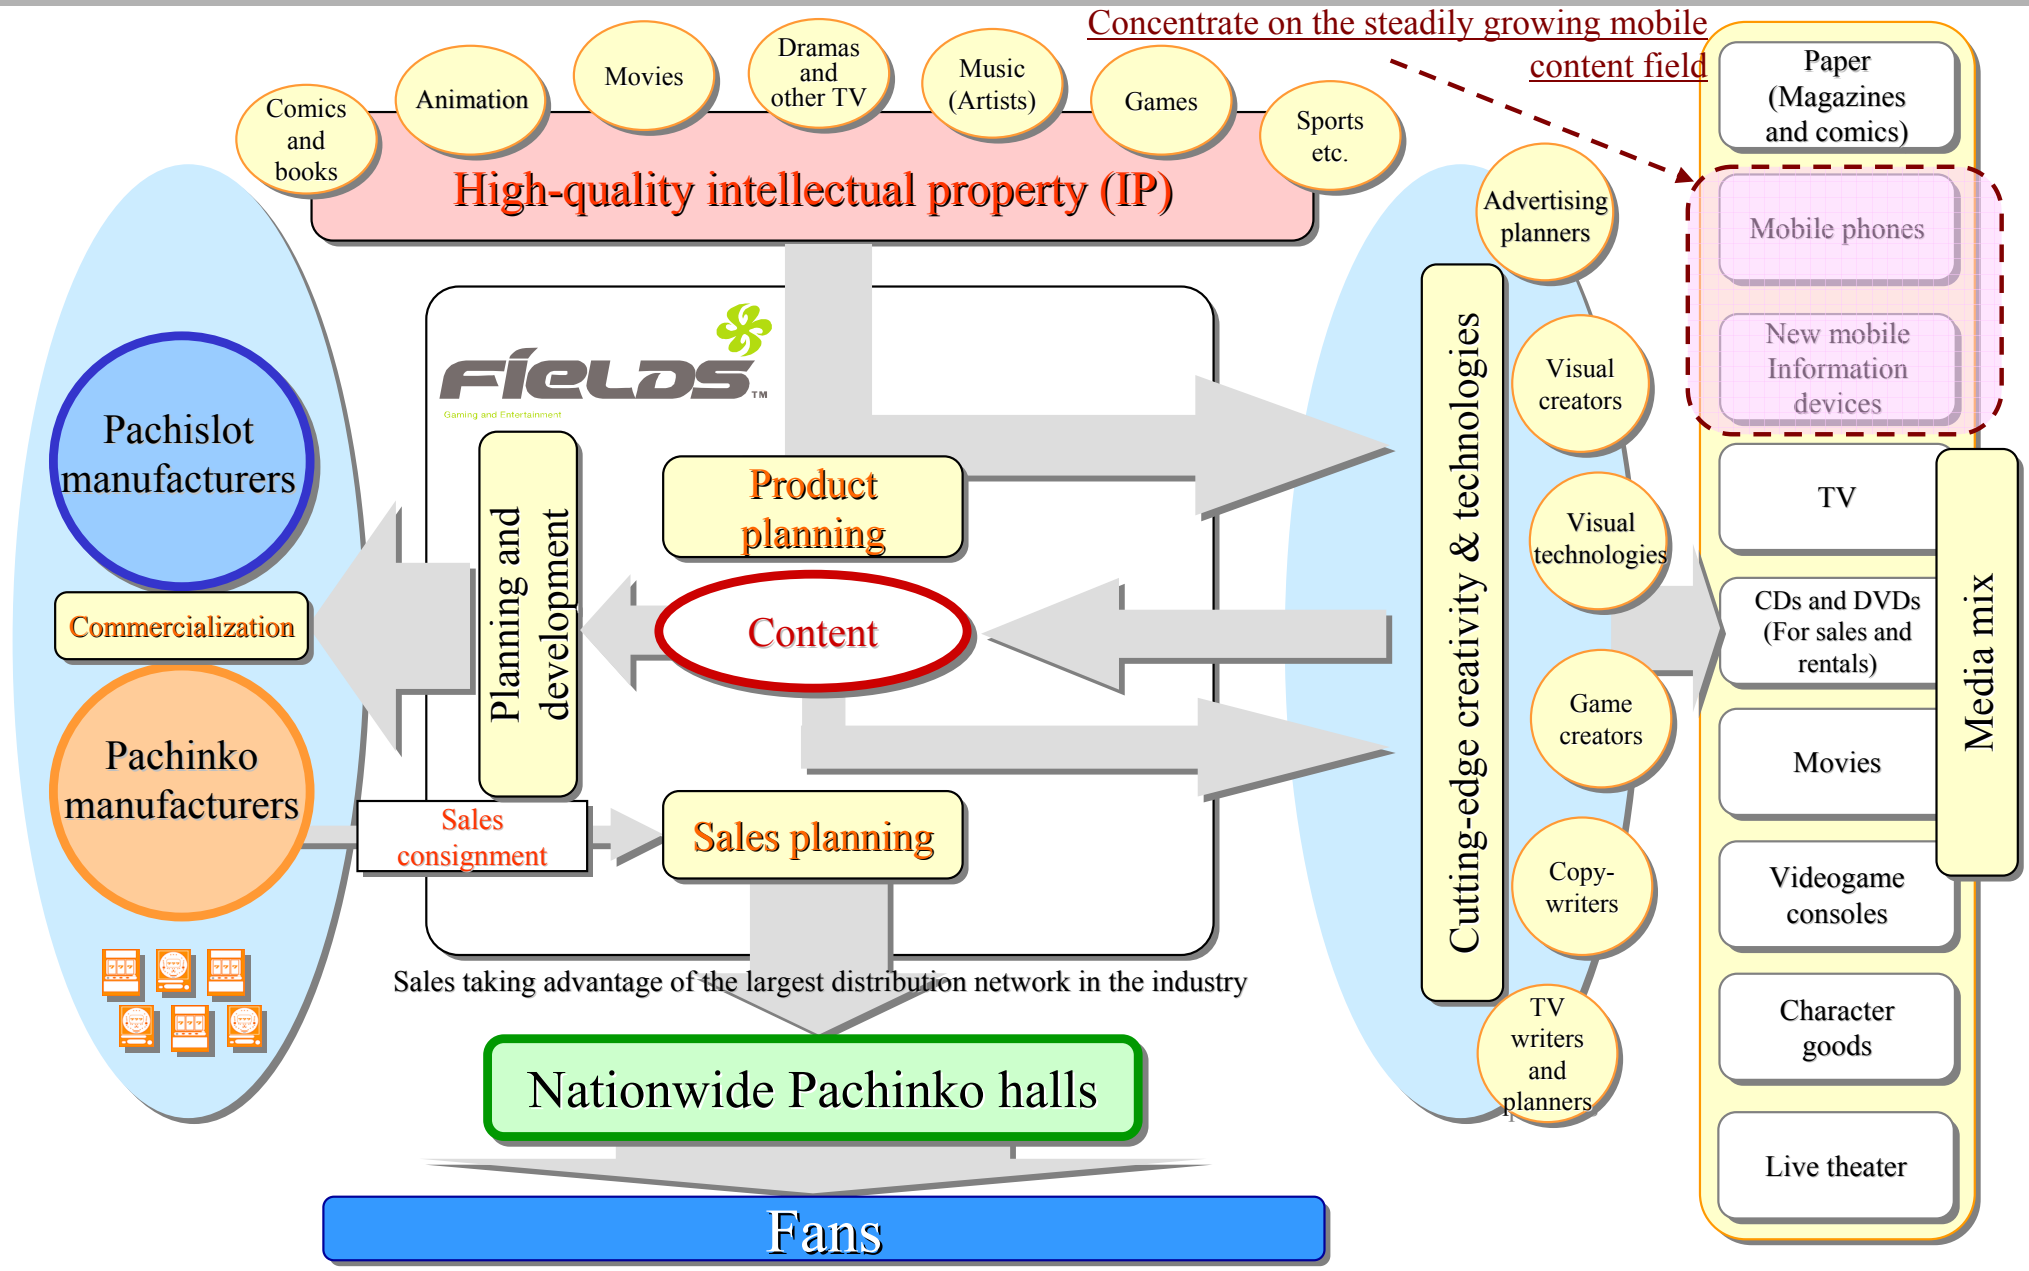 Concentrate on the steadily growing mobile
content field
Comics
and
books
Animation
Movies
Dramas
and
other TV
Music
(Artists)
Games
Sports
etc.
High-quality intellectual property (IP)
FIELDS™
Gaming and Entertainment
Pachislot
manufacturers
Commercialization
Pachinko
manufacturers
Planning and
development
Product
planning
Content
Sales
consignment
Sales planning
Sales taking advantage of the largest distribution network in the industry
Nationwide Pachinko halls
Fans
Cutting-edge creativity & technologies
Advertising
planners
Visual
creators
Visual
technologies
Game
creators
Copy-
writers
TV
writers
and
planners
Paper
(Magazines
and comics)
Mobile phones
New mobile
Information
devices
TV
CDs and DVDs
(For sales and
rentals)
Movies
Videogame
consoles
Character
goods
Live theater
Media mix